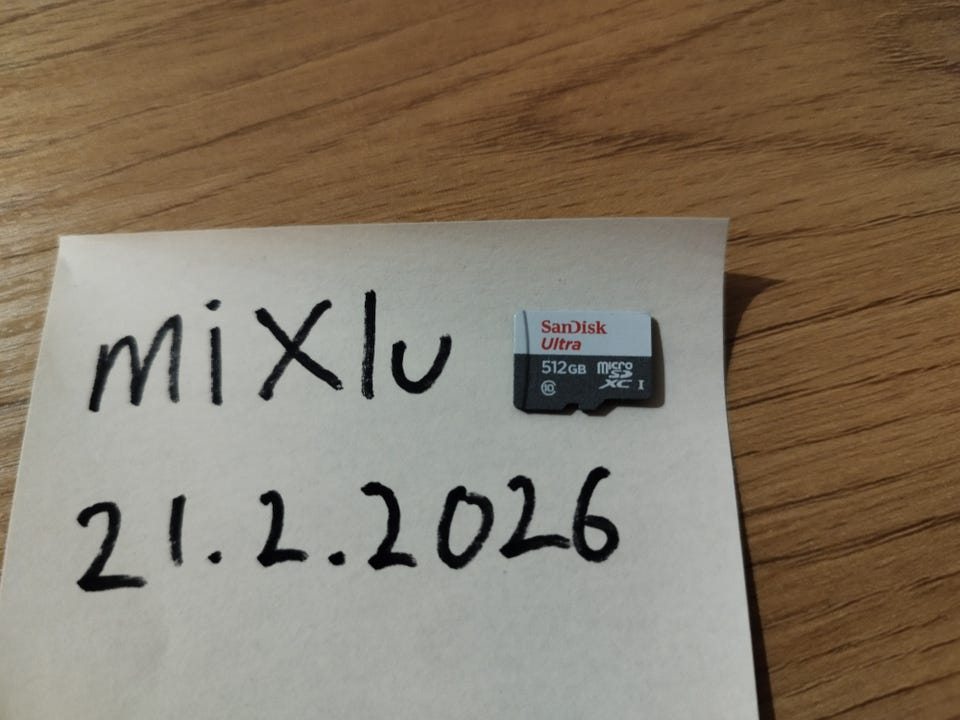 miXlu
SanDisk
Ultra
512GB
micro SD XC I
10
21.2.2026